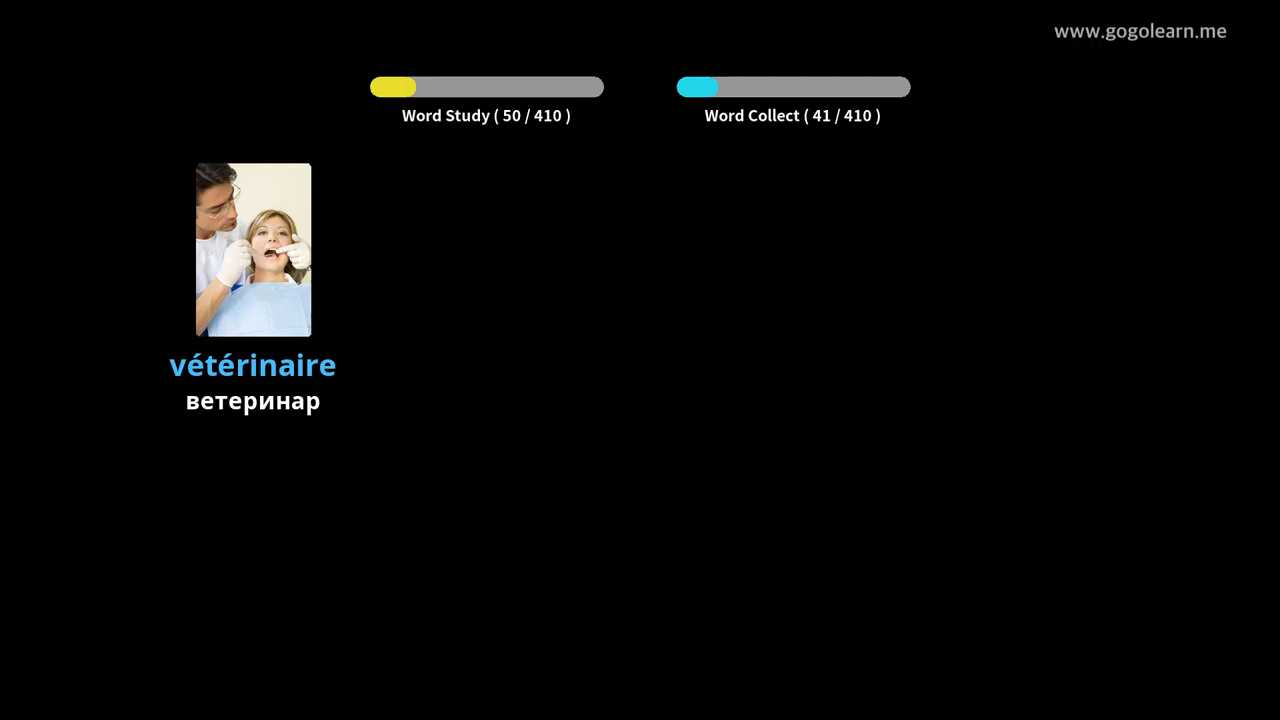 www.gogolearn.me
Word Study ( 50 / 410 )
Word Collect ( 41 / 410 )
vétérinaire
ветеринар